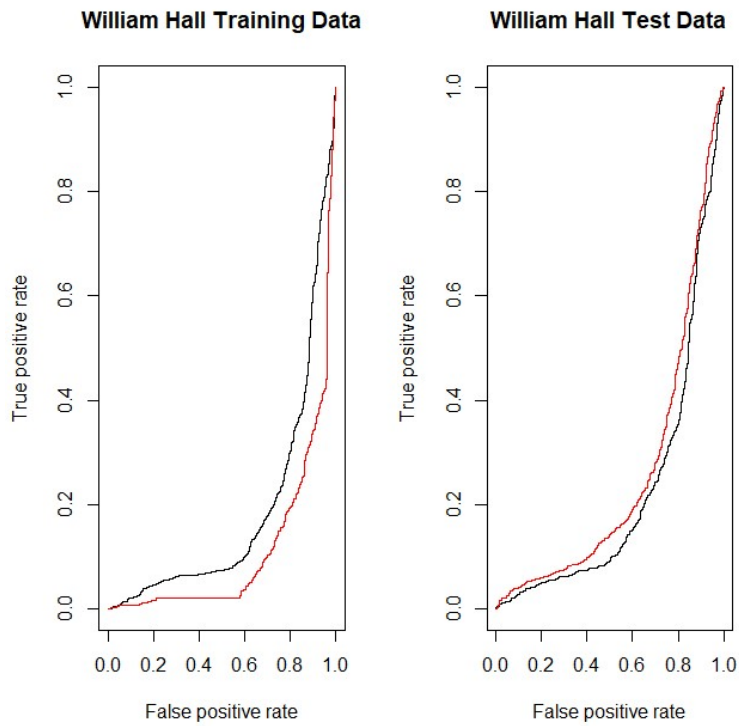 William Hall Training Data
True positive rate
1.0
0.8
0.6
0.4
0.2
0.0
0.0 0.2 0.4 0.6 0.8 1.0
False positive rate
William Hall Test Data
True positive rate
1.0
0.8
0.6
0.4
0.2
0.0
0.0 0.2 0.4 0.6 0.8 1.0
False positive rate